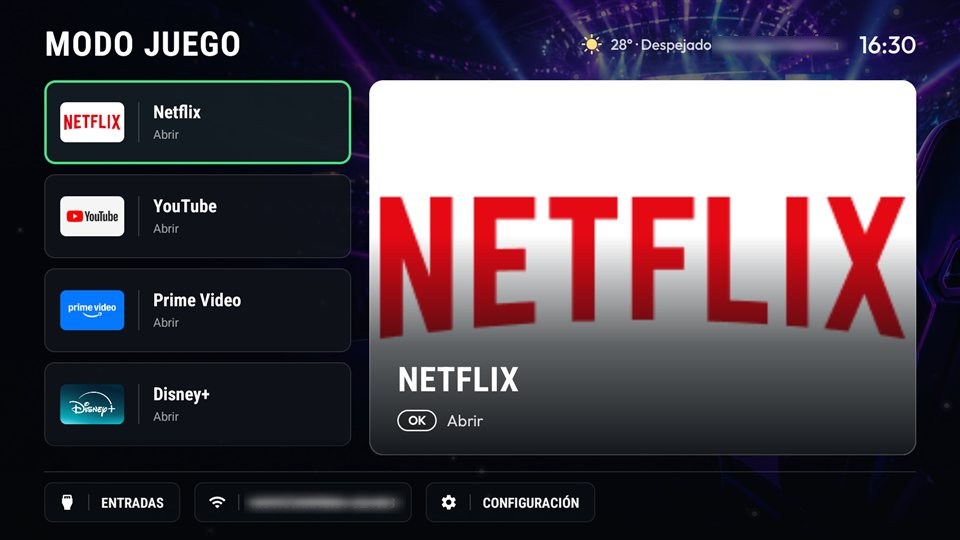 MODO JUEGO
28° · Despejado
16:30
NETFLIX
Netflix
Abrir
YouTube
YouTube
Abrir
prime video
Prime Video
Abrir
Disney+
Disney+
Abrir
NETFLIX
NETFLIX
OK Abrir
ENTRADAS
CONFIGURACIÓN